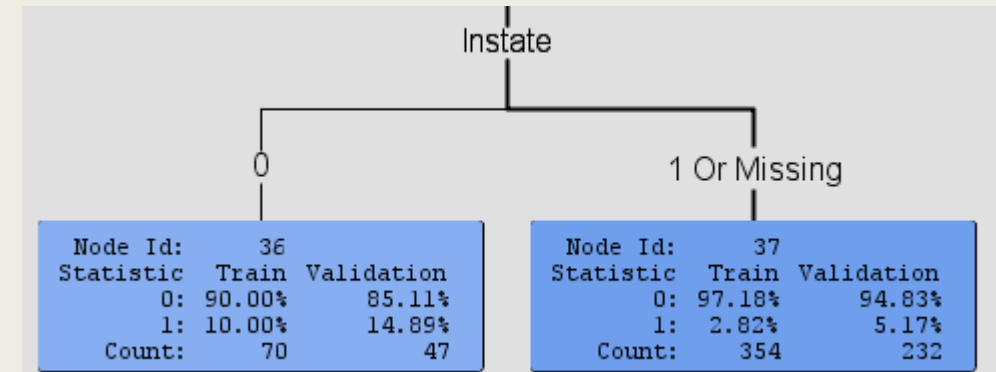 Instate
0
1 Or Missing
Node Id: 36
Statistic Train Validation
0: 90.00% 85.11%
1: 10.00% 14.89%
Count: 70 47
Node Id: 37
Statistic Train Validation
0: 97.18% 94.83%
1: 2.82% 5.17%
Count: 354 232